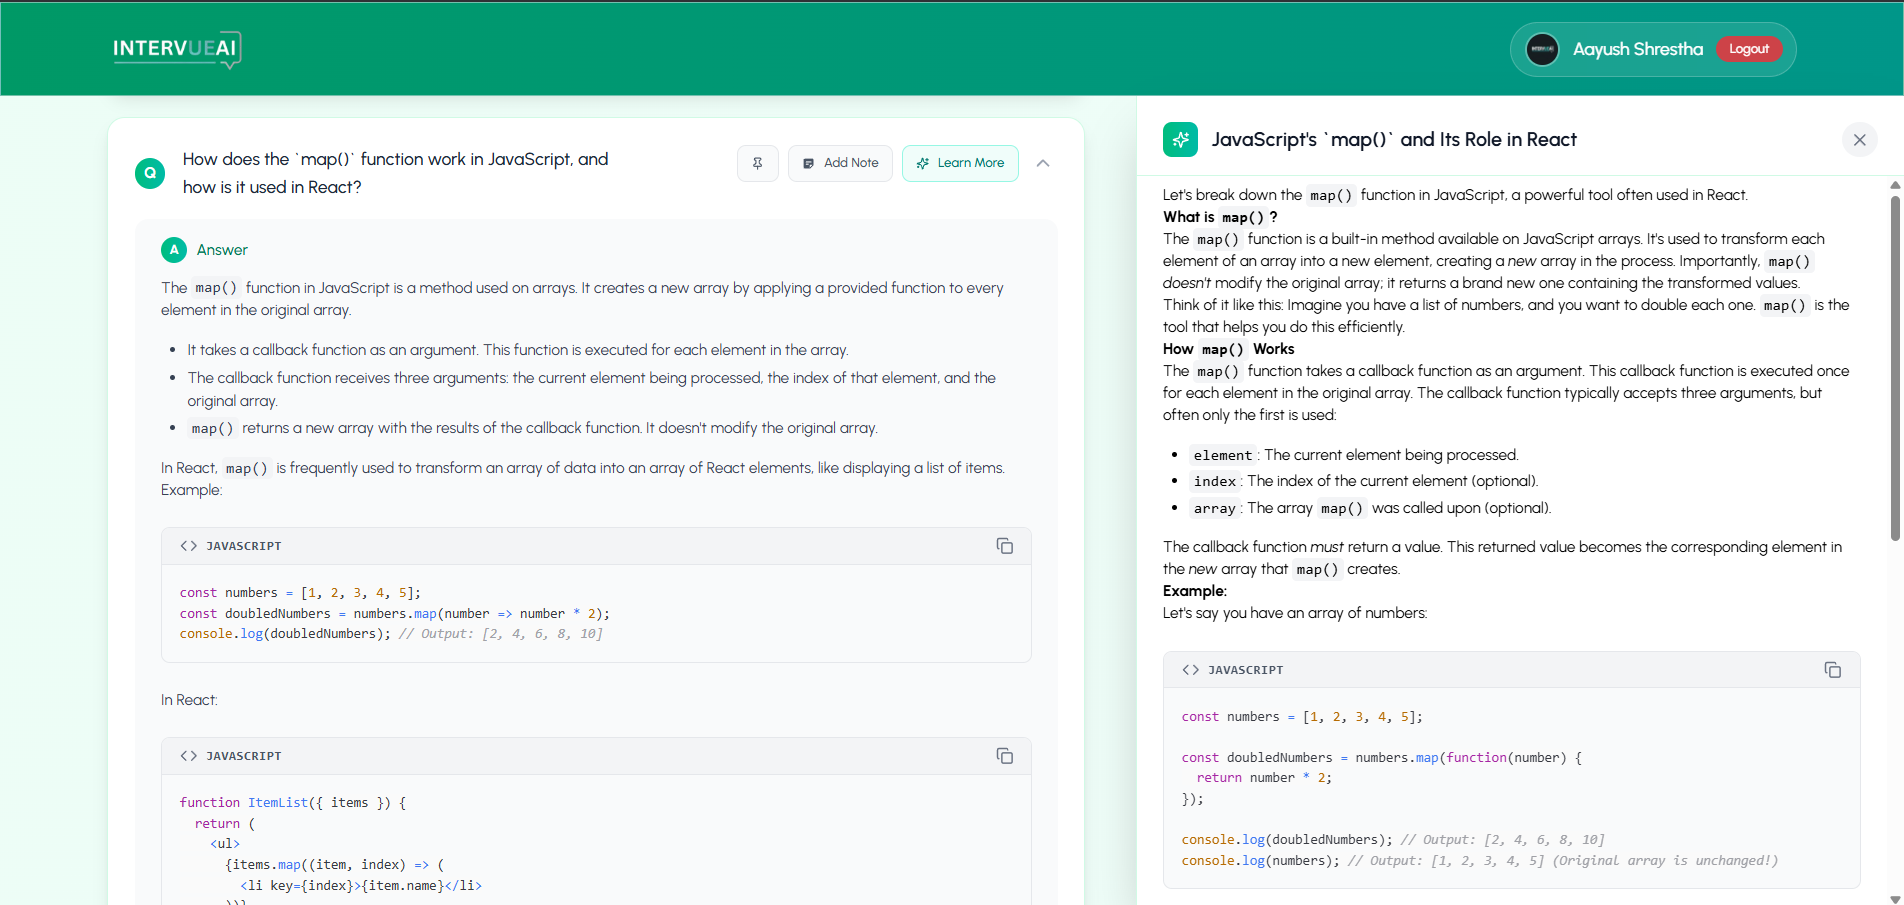 INTERVUEAI
Aayush Shrestha
Logout
Q
How does the `map()` function work in JavaScript, and
how is it used in React?
Add Note
Learn More
A
Answer
The map() function in JavaScript is a method used on arrays. It creates a new array by applying a provided function to every
element in the original array.
• It takes a callback function as an argument. This function is executed for each element in the array.
• The callback function receives three arguments: the current element being processed, the index of that element, and the
original array.
• map() returns a new array with the results of the callback function. It doesn't modify the original array.
In React, map() is frequently used to transform an array of data into an array of React elements, like displaying a list of items.
Example:
<> JAVASCRIPT
const numbers = [1, 2, 3, 4, 5];
const doubledNumbers = numbers.map(number => number * 2);
console.log(doubledNumbers); // Output: [2, 4, 6, 8, 10]
In React:
<> JAVASCRIPT
function ItemList({ items }) {
  return (
    <ul>
      {items.map((item, index) => (
        <li key={index}>{item.name}</li>
      ))}
JavaScript's `map()` and Its Role in React
Let's break down the map() function in JavaScript, a powerful tool often used in React.
What is map() ?
The map() function is a built-in method available on JavaScript arrays. It's used to transform each
element of an array into a new element, creating a new array in the process. Importantly, map()
doesn't modify the original array; it returns a brand new one containing the transformed values.
Think of it like this: Imagine you have a list of numbers, and you want to double each one. map() is the
tool that helps you do this efficiently.
How map() Works
The map() function takes a callback function as an argument. This callback function is executed once
for each element in the original array. The callback function typically accepts three arguments, but
often only the first is used:
• element : The current element being processed.
• index : The index of the current element (optional).
• array : The array map() was called upon (optional).
The callback function must return a value. This returned value becomes the corresponding element in
the new array that map() creates.
Example:
Let's say you have an array of numbers:
<> JAVASCRIPT
const numbers = [1, 2, 3, 4, 5];
const doubledNumbers = numbers.map(function(number) {
  return number * 2;
});
console.log(doubledNumbers); // Output: [2, 4, 6, 8, 10]
console.log(numbers); // Output: [1, 2, 3, 4, 5] (Original array is unchanged!)